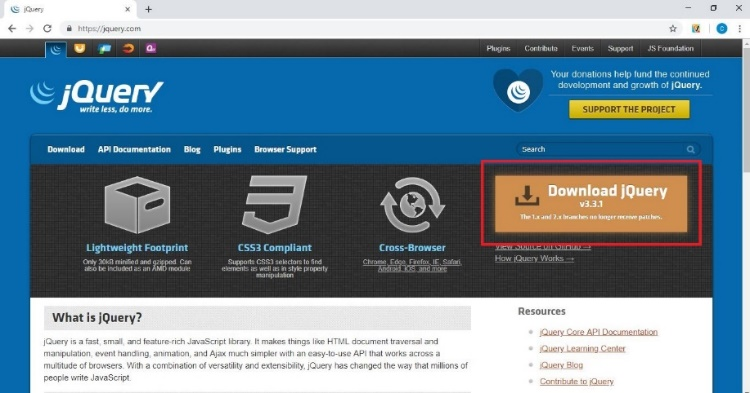 jQuery
https://jquery.com
Plugins Contribute Events Support JS Foundation
jQuery
write less, do more.
Your donations help fund the continued
development and growth of jQuery.
SUPPORT THE PROJECT
Download API Documentation Blog Plugins Browser Support
Search
Download jQuery
v3.3.1
The 1.x and 2.x branches no longer receive patches.
View Source on GitHub →
How jQuery Works →
Lightweight Footprint
Only 30kB minified and gzipped. Can
also be included as an AMD module
CSS3 Compliant
Supports CSS3 selectors to find
elements as well as in style property
manipulation
Cross-Browser
Chrome, Edge, Firefox, IE, Safari,
Android, iOS, and more
What is jQuery?
jQuery is a fast, small, and feature-rich JavaScript library. It makes things like HTML document traversal and
manipulation, event handling, animation, and Ajax much simpler with an easy-to-use API that works across a
multitude of browsers. With a combination of versatility and extensibility, jQuery has changed the way that millions of
people write JavaScript.
Resources
jQuery Core API Documentation
jQuery Learning Center
jQuery Blog
Contribute to jQuery